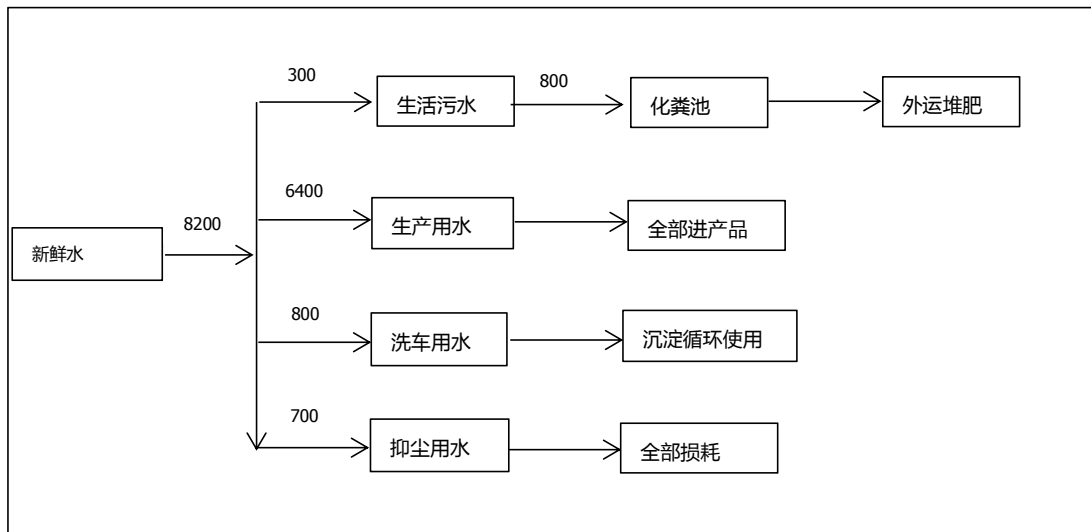 300
生活污水
800
化粪池
外运堆肥
6400
生产用水
全部进产品
8200
新鲜水
800
洗车用水
沉淀循环使用
700
抑尘用水
全部损耗